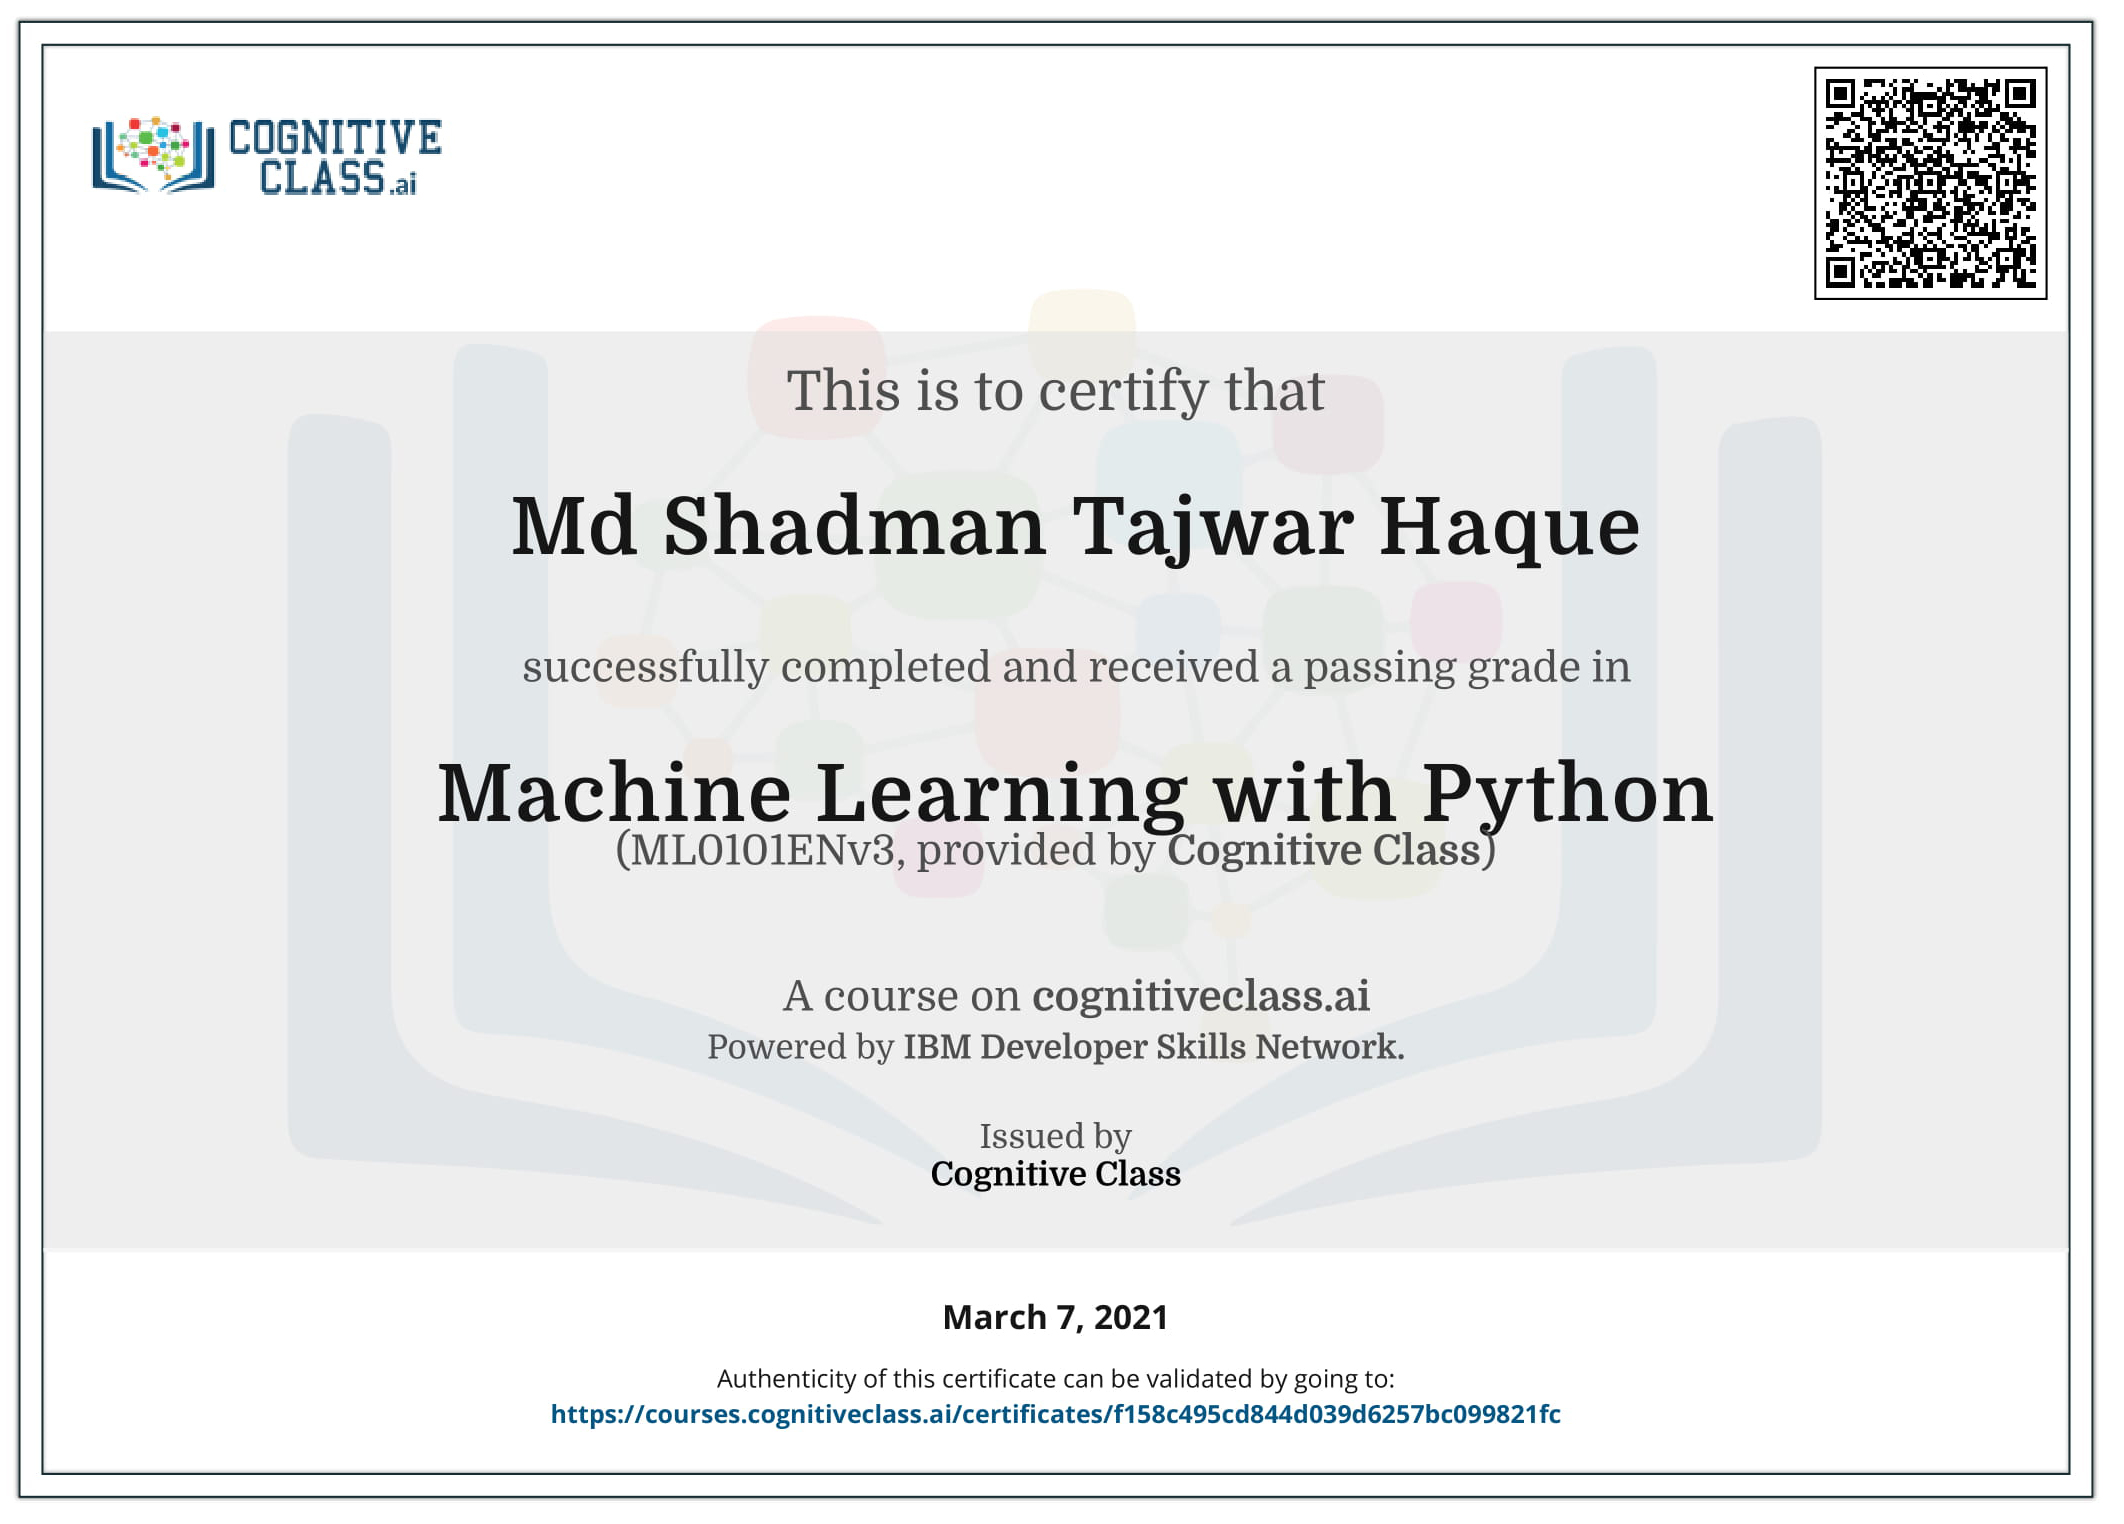 COGNITIVE
CLASS.ai
This is to certify that
Md Shadman Tajwar Haque
successfully completed and received a passing grade in
Machine Learning with Python
(ML0101ENv3, provided by Cognitive Class)
A course on cognitiveclass.ai
Powered by IBM Developer Skills Network.
Issued by
Cognitive Class
March 7, 2021
Authenticity of this certificate can be validated by going to:
https://courses.cognitiveclass.ai/certificates/f158c495cd844d039d6257bc099821fc